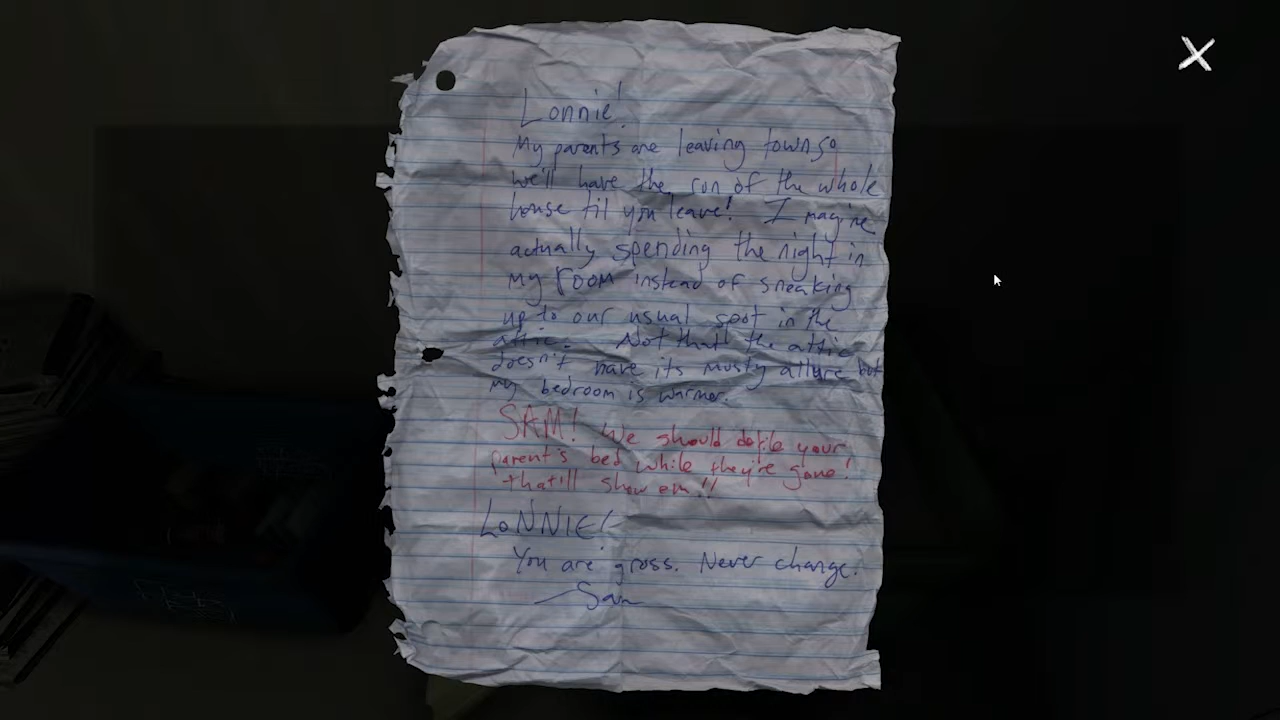 Lonnie!
My parents are leaving town so
we'll have the run of the whole
house til you leave! Imagine
actually spending the night in
my room instead of sneaking
up to our usual spot in the
attic. Not that the attic
doesn't have its musty allure but
my bedroom is warmer.
SAM! We should defile your
parent's bed while they're gone!
that'll show em!!
LONNIE!
You are gross. Never change.
—Sam